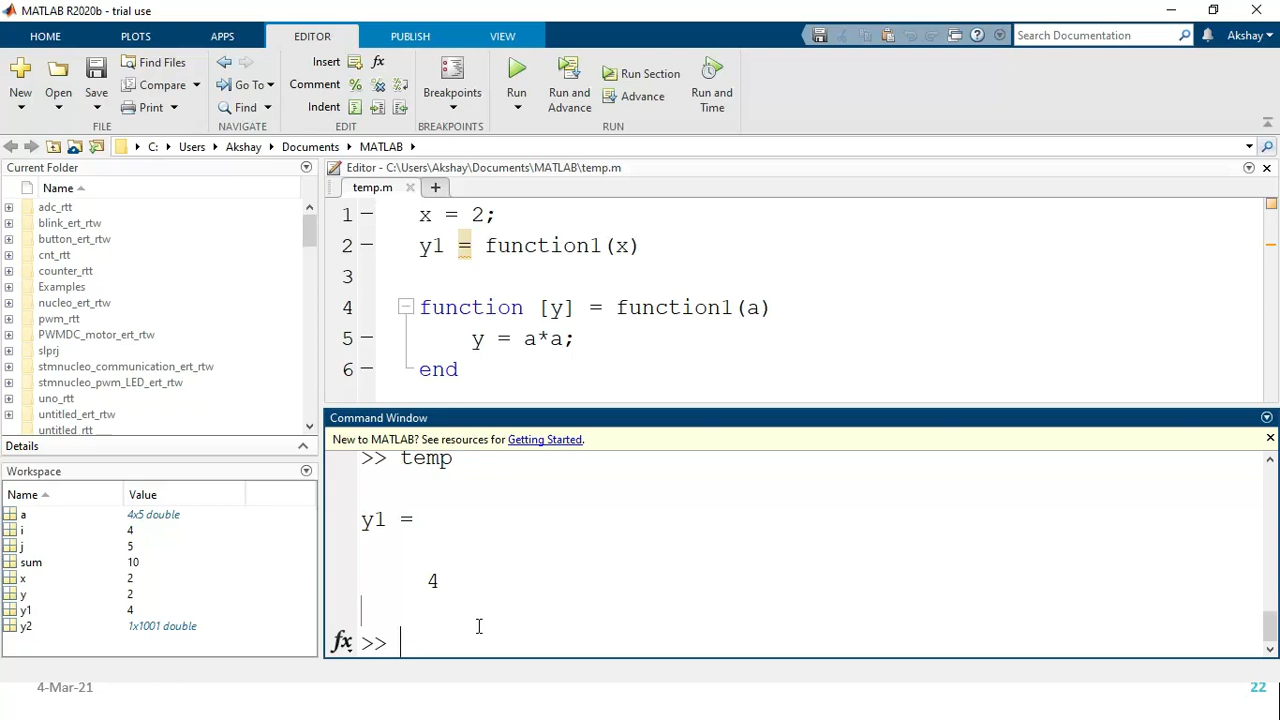 MATLAB R2020b - trial use
HOME PLOTS APPS EDITOR PUBLISH VIEW
Search Documentation
Akshay
New Open Save
Find Files
Compare
Print
FILE
Go To
Find
NAVIGATE
Insert fx
Comment
Indent
EDIT
Breakpoints
BREAKPOINTS
Run
Run and
Advance
Run Section
Advance
Run and
Time
RUN
C: Users Akshay Documents MATLAB
Current Folder
Name
adc_rtt
blink_ert_rtw
button_ert_rtw
cnt_rtt
counter_rtt
Examples
nucleo_ert_rtw
pwm_rtt
PWMDC_motor_ert_rtw
slprj
stmnucleo_communication_ert_rtw
stmnucleo_pwm_LED_ert_rtw
uno_rtt
untitled_ert_rtw
untitled_rtt
Details
Workspace
Name Value
a 4x5 double
i 4
j 5
sum 10
x 2
y 2
y1 4
y2 1x1001 double
Editor - C:\Users\Akshay\Documents\MATLAB\temp.m
temp.m
1 x = 2;
2 y1 = function1(x)
3
4 function [y] = function1(a)
5 y = a*a;
6 end
Command Window
New to MATLAB? See resources for Getting Started.
>> temp
y1 =
4
fx >>
4-Mar-21
22